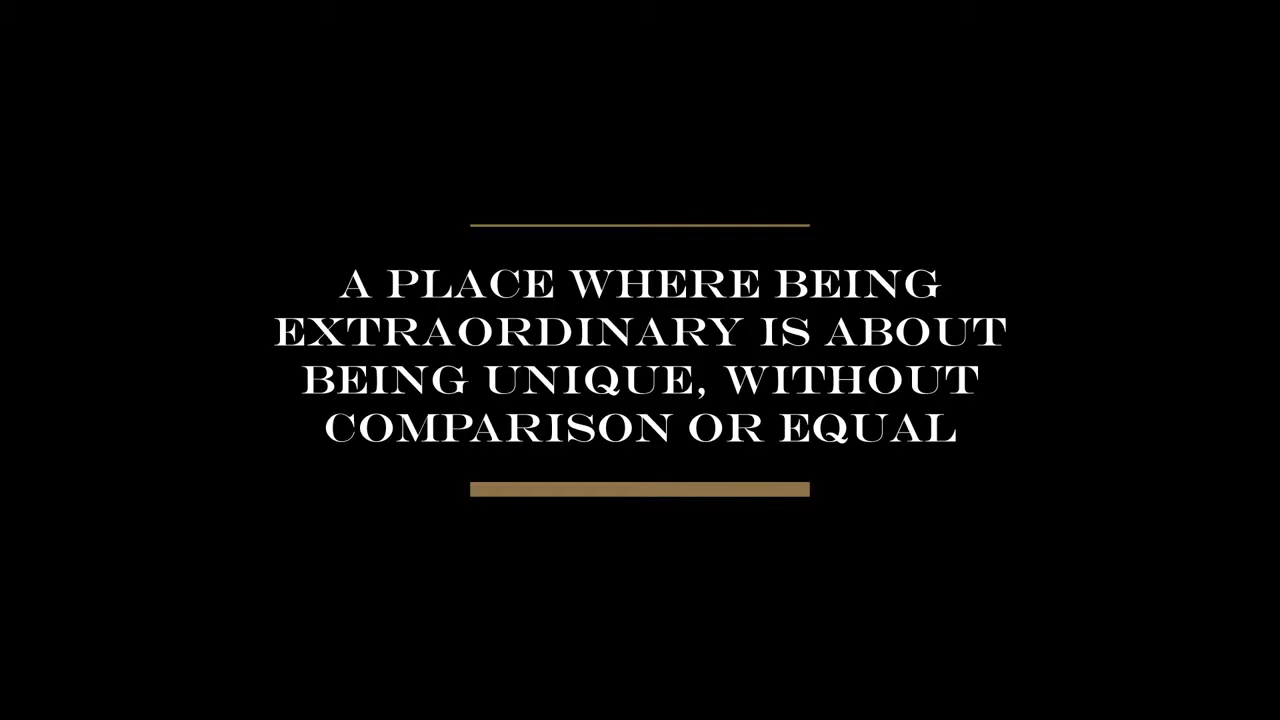 A PLACE WHERE BEING
EXTRAORDINARY IS ABOUT
BEING UNIQUE, WITHOUT
COMPARISON OR EQUAL